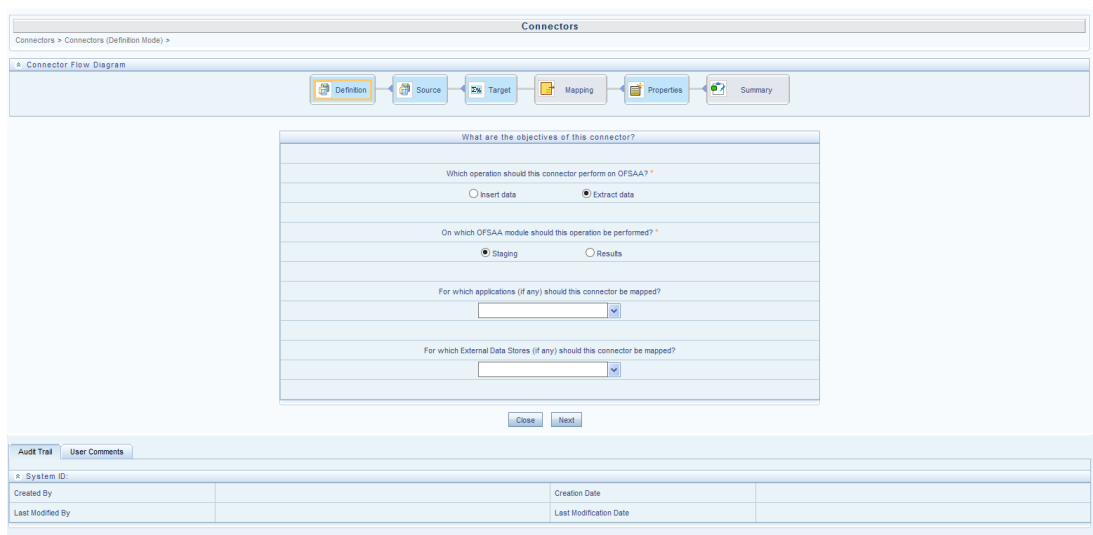 Connectors
Connectors > Connectors (Definition Mode) >
Connector Flow Diagram
Definition Source Target Mapping Properties Summary
What are the objectives of this connector?
Which operation should this connector perform on OFSAA? *
Insert data Extract data
On which OFSAA module should this operation be performed? *
Staging Results
For which applications (if any) should this connector be mapped?
For which External Data Stores (if any) should this connector be mapped?
Close Next
Audit Trail User Comments
System ID:
Created By Creation Date
Last Modified By Last Modification Date